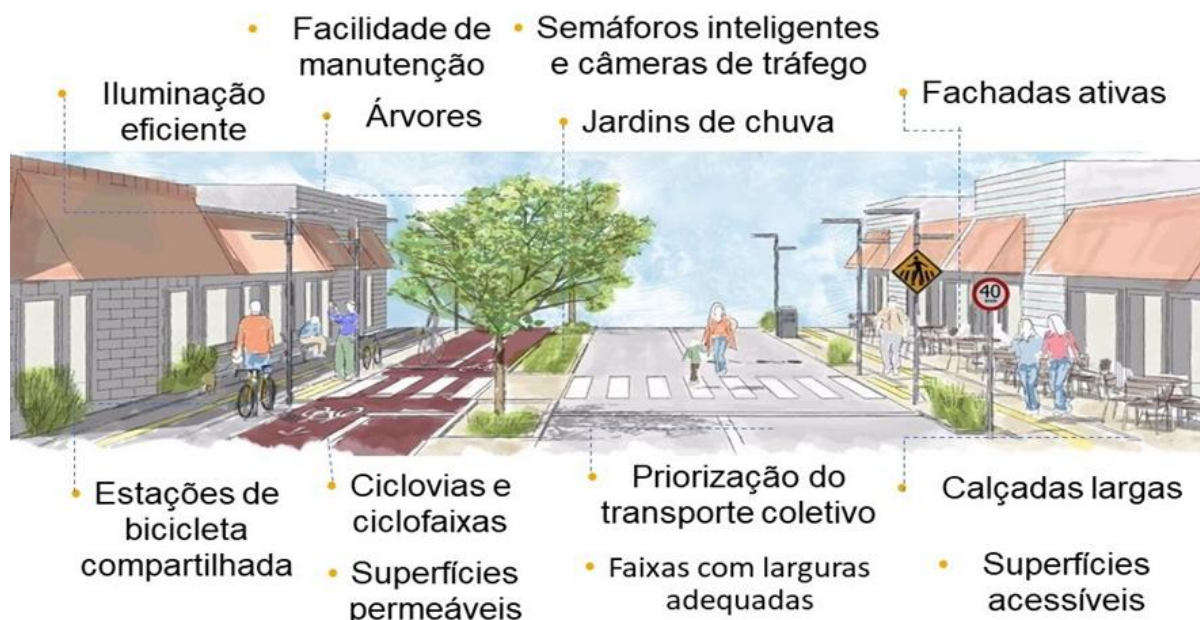 Facilidade de
manutenção
Semáforos inteligentes
e câmeras de tráfego
Iluminação
eficiente
Árvores
Jardins de chuva
Fachadas ativas
40
Estações de
bicicleta
compartilhada
Ciclovias e
ciclofaixas
Priorização do
transporte coletivo
Calçadas largas
Superfícies
permeáveis
Faixas com larguras
adequadas
Superfícies
acessíveis